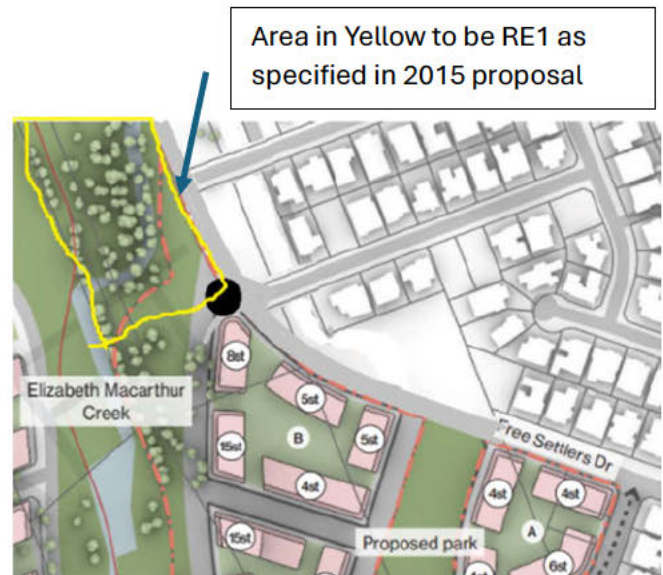 Area in Yellow to be RE1 as
specified in 2015 proposal
8st
Elizabeth Macarthur
Creek
5st
B
5st
15st
4st
Free Settlers Dr
4st
4st
15st
Proposed park
A
6st